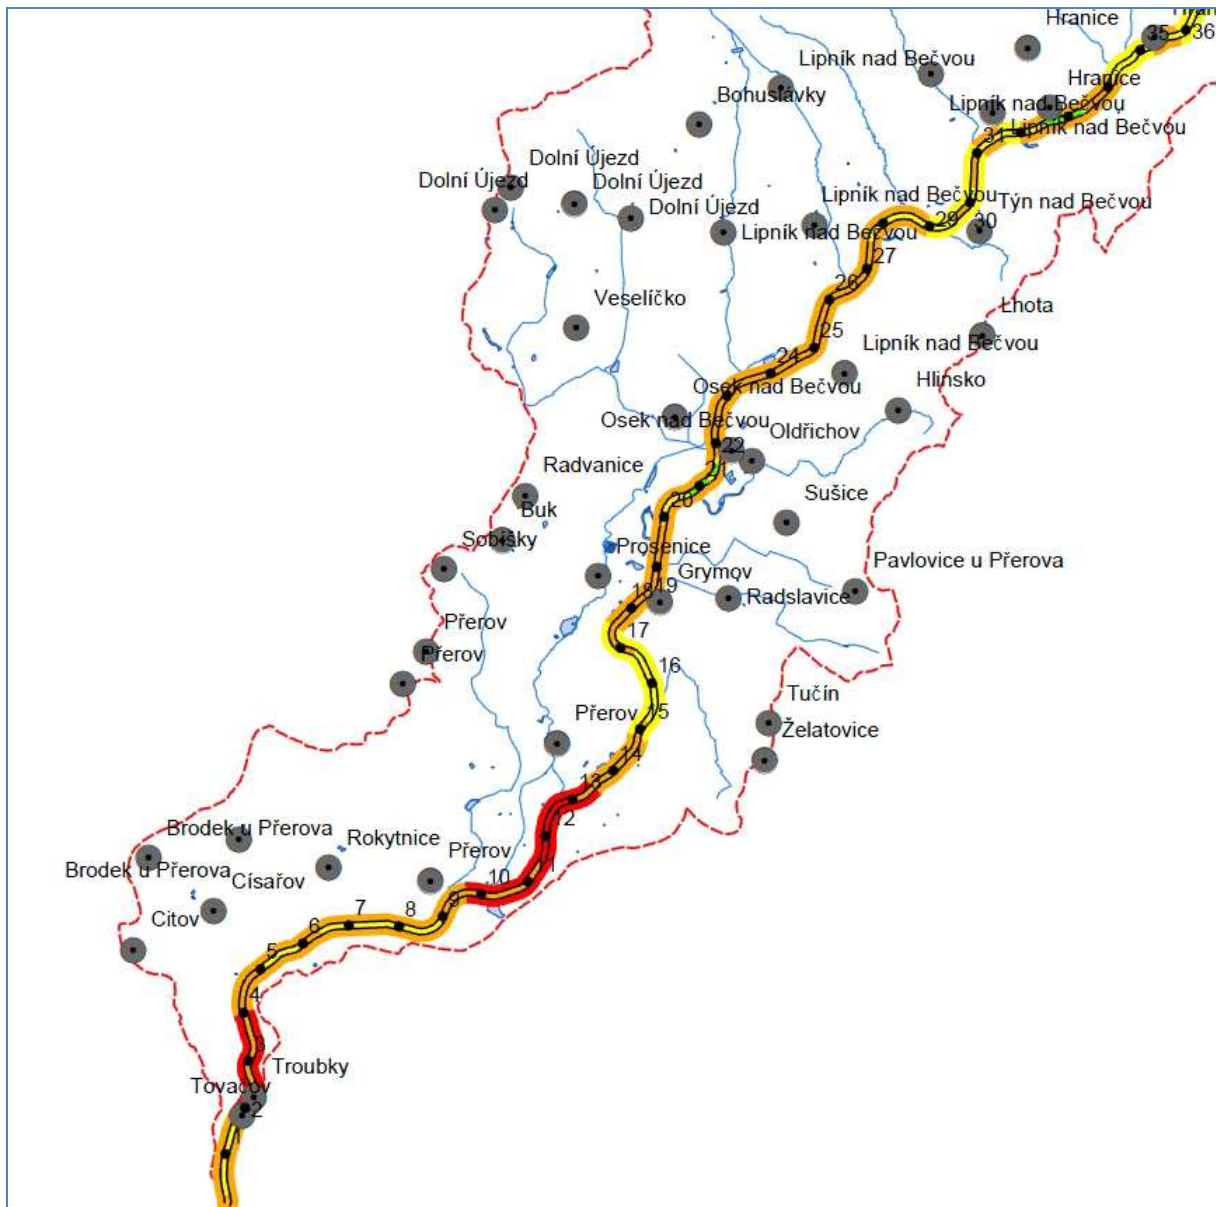 Hranice
Lipník nad Bečvou
35
36
Hranice
Bohuslávky
Lipník nad Bečvou
Lipník nad Bečvou
31
Dolní Újezd
Dolní Újezd
Dolní Újezd
Dolní Újezd
Lipník nad Bečvou
Týn nad Bečvou
29
30
Lipník nad Bečvou
27
26
Veselíčko
Lhota
25
Lipník nad Bečvou
24
Hlinsko
Osek nad Bečvou
Osek nad Bečvou
Oldřichov
22
21
Radvanice
20
Sušice
Buk
Sobíšky
Prosenice
Grymov
Pavlovice u Přerova
19
18
Radslavice
Přerov
17
Přerov
16
Tučín
Přerov
15
Želatovice
14
13
12
Brodek u Přerova
Rokytnice
Přerov
Brodek u Přerova
Císařov
10
11
Citov
9
8
7
6
5
4
3
Troubky
Tovačov
2
1